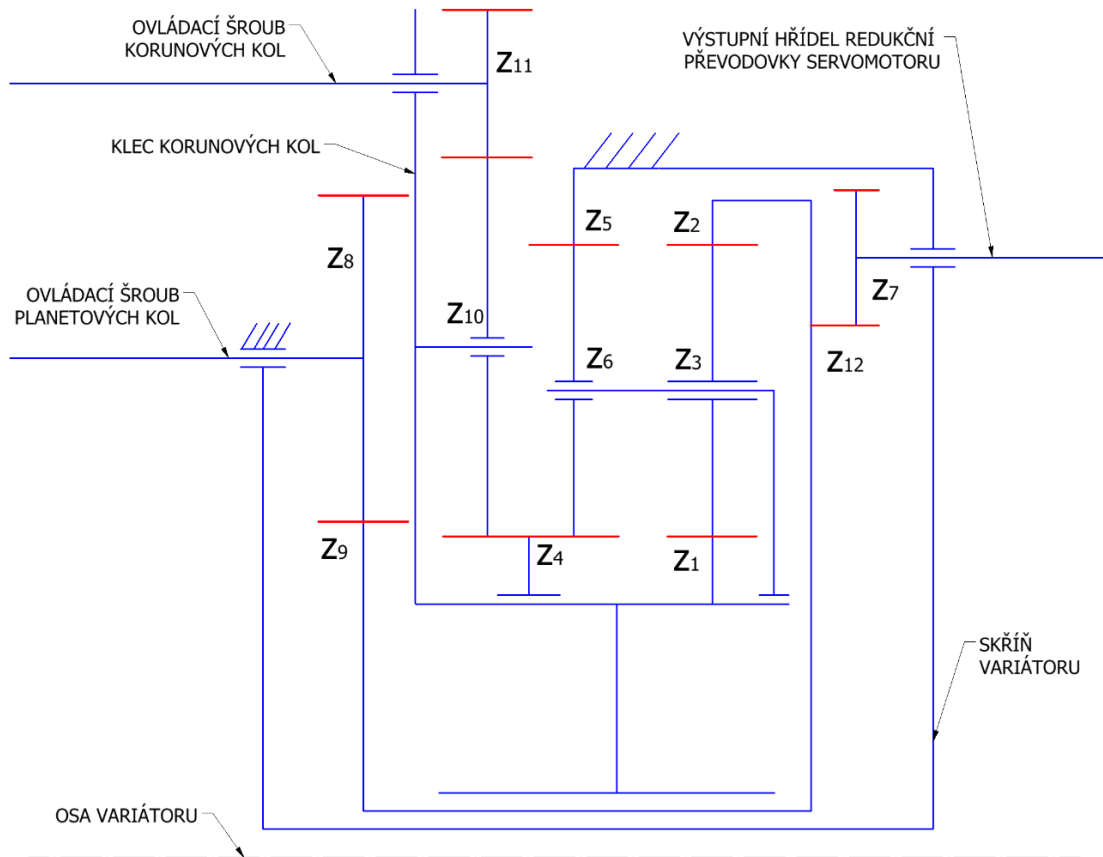 OVLÁDACÍ ŠROUB
KORUNOVÝCH KOL
VÝSTUPNÍ HŘÍDEL REDUKČNÍ
PŘEVODOVKY SERVOMOTORU
Z11
KLEC KORUNOVÝCH KOL
Z5
Z2
Z8
Z7
OVLÁDACÍ ŠROUB
PLANETOVÝCH KOL
Z10
Z6
Z3
Z12
Z9
Z4
Z1
SKŘÍŇ
VARIÁTORU
OSA VARIÁTORU